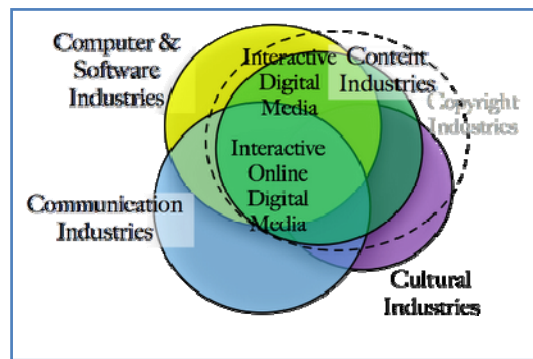 Computer &
Software
Industries
Interactive
Digital
Media
Content
Industries
Copyright
Industries
Interactive
Online
Digital
Media
Communication
Industries
Cultural
Industries